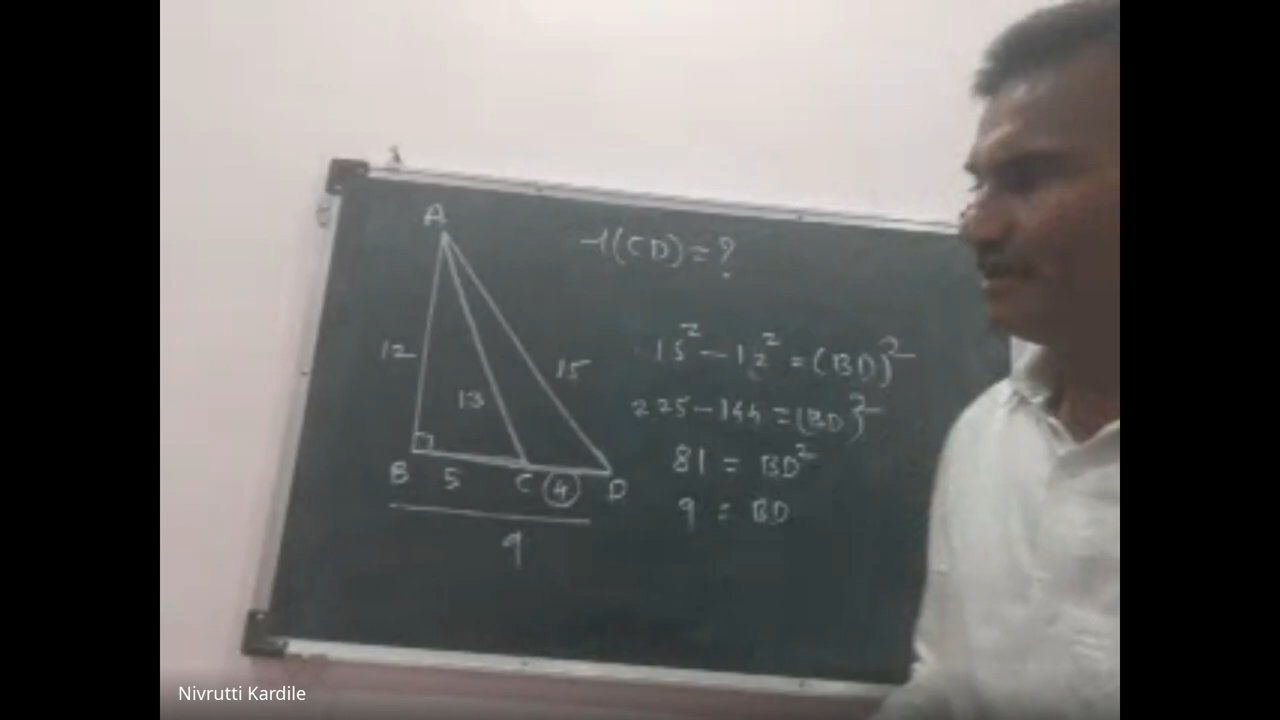 A
l(CD)=?
12
13
15
B 5 C 4 D
9
15² - 12² = (BD)²
225 - 144 = (BD)²
81 = BD²
9 = BD
Nivrutti Kardile